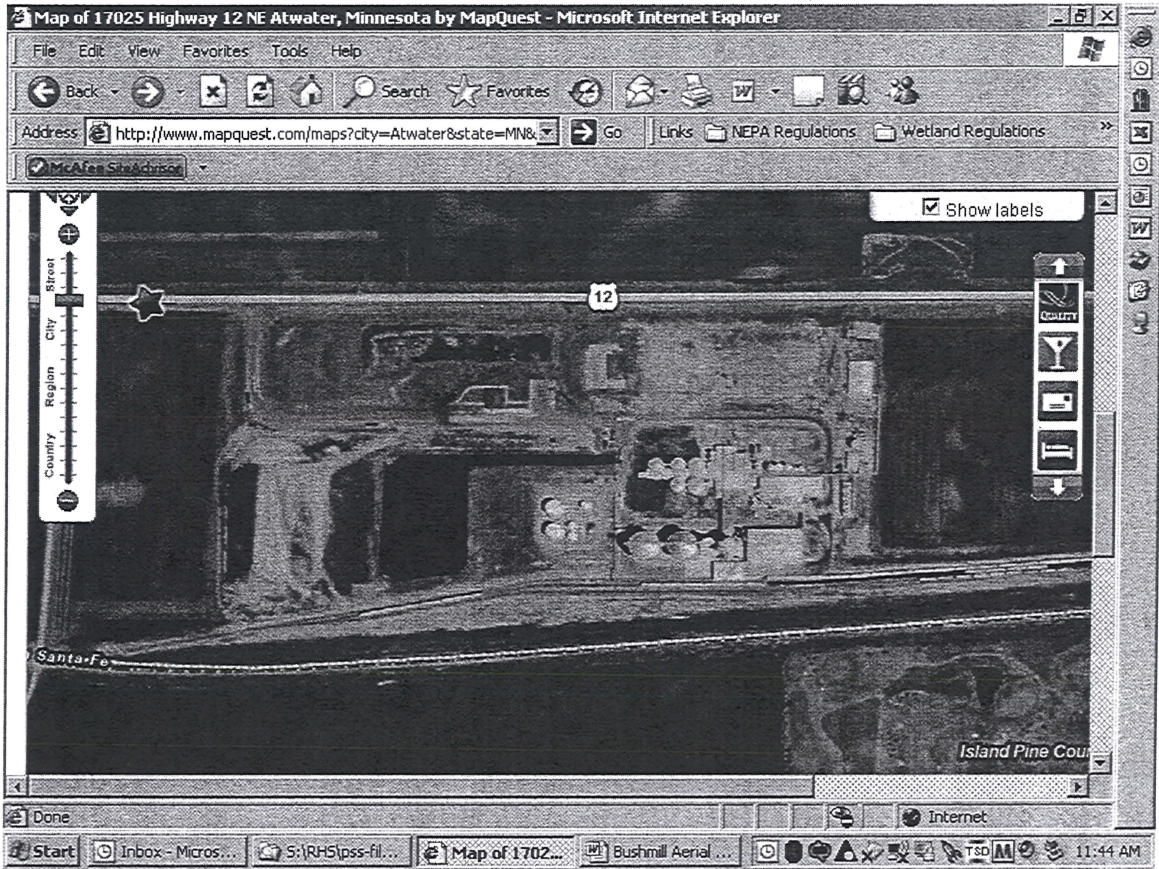 Map of 17025 Highway 12 NE Atwater, Minnesota by MapQuest - Microsoft Internet Explorer
File Edit View Favorites Tools Help
Back Search Favorites W
Address http://www.mapquest.com/maps?city=Atwater&state=MN& Go Links NEPA Regulations Wetland Regulations »
McAfee SiteAdvisor
Show labels
12
Street
City
Region
Country
QUALITY
Santa Fe
Island Pine Cour
Done Internet
Start Inbox - Micros... S:\RHS\pss-fil... Map of 1702... Bushmill Aerial ... TSD M 11:44 AM